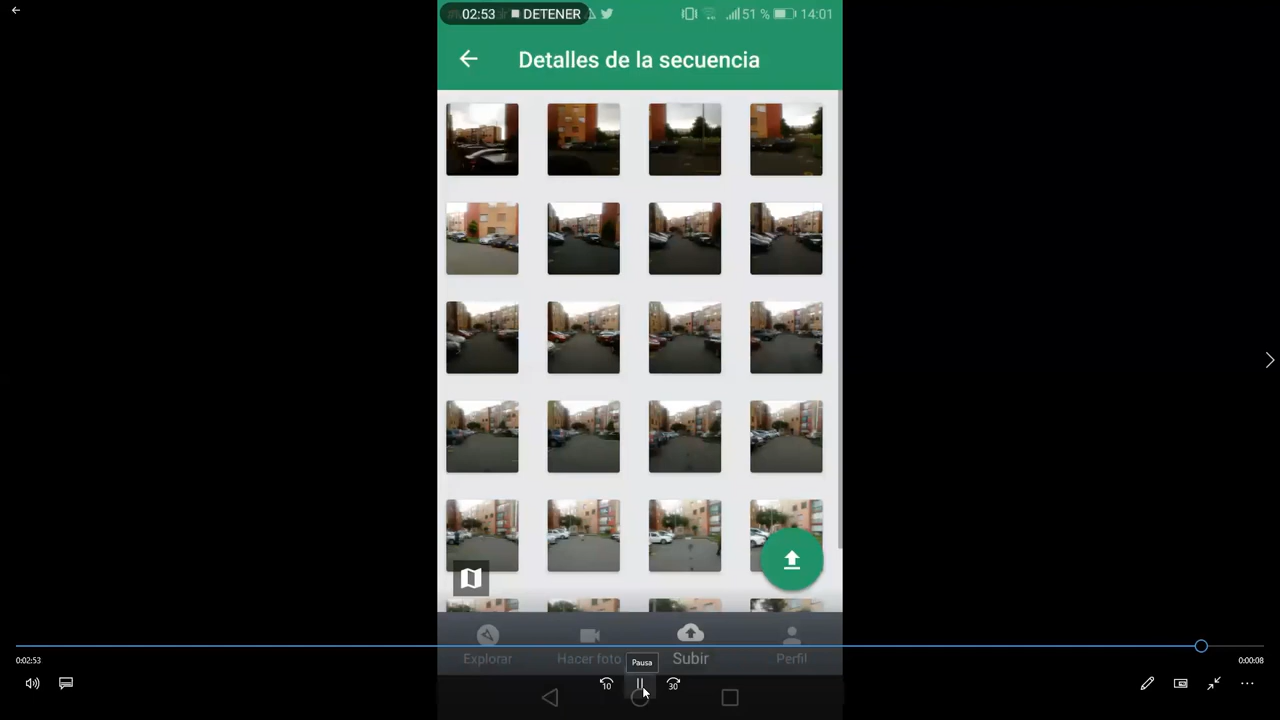 02:53 DETENER 51 % 14:01
Detalles de la secuencia
Explorar Hacer foto Subir Perfil
Pausa
0:02:53 0:00:08
10 30